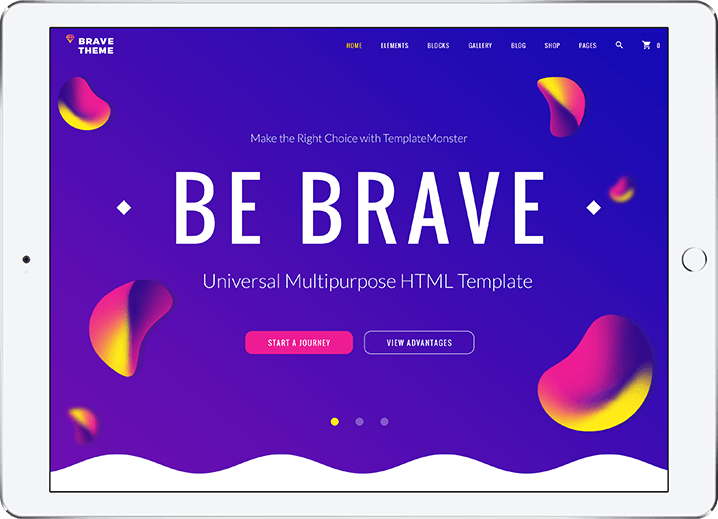 BRAVE
THEME
HOME ELEMENTS BLOCKS GALLERY BLOG SHOP PAGES 0
Make the Right Choice with TemplateMonster
BE BRAVE
Universal Multipurpose HTML Template
START A JOURNEY VIEW ADVANTAGES